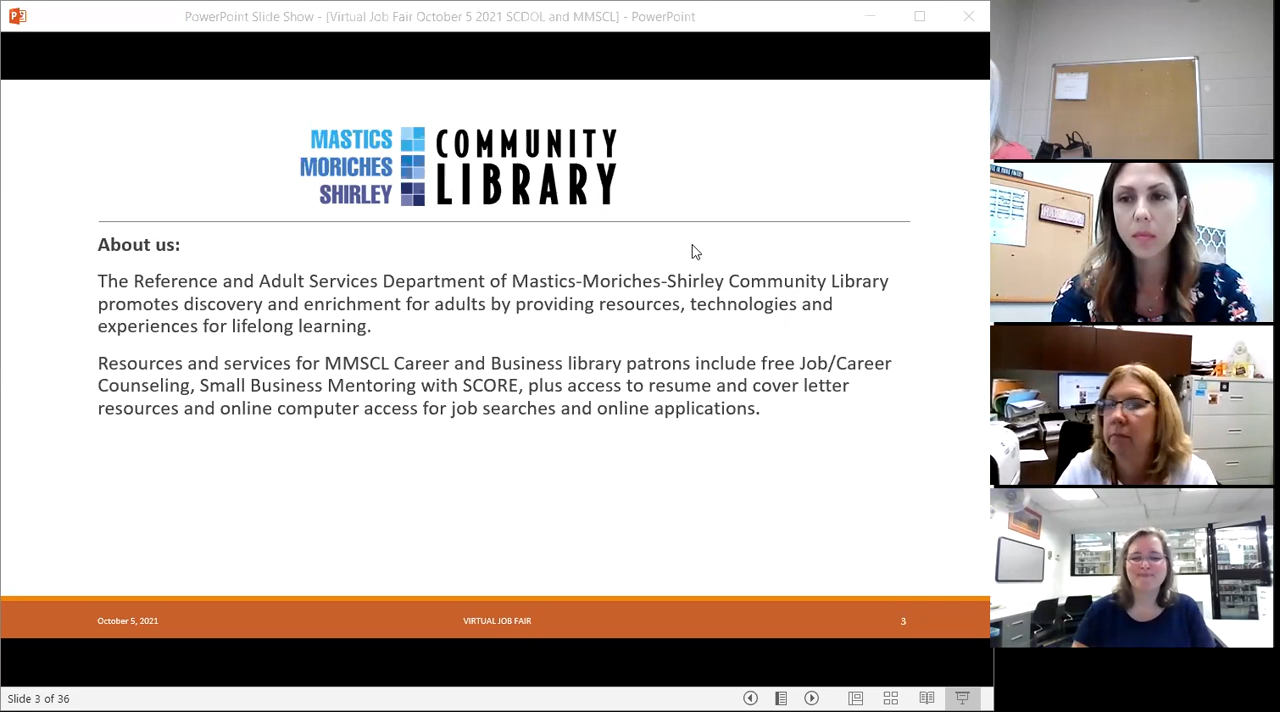 PowerPoint Slide Show - [Virtual Job Fair October 5 2021 SCDOL and MMSCL] - PowerPoint
MASTICS
MORICHES
SHIRLEY
COMMUNITY
LIBRARY
About us:
The Reference and Adult Services Department of Mastics-Moriches-Shirley Community Library
promotes discovery and enrichment for adults by providing resources, technologies and
experiences for lifelong learning.
Resources and services for MMSCL Career and Business library patrons include free Job/Career
Counseling, Small Business Mentoring with SCORE, plus access to resume and cover letter
resources and online computer access for job searches and online applications.
October 5, 2021
VIRTUAL JOB FAIR
3
Slide 3 of 36